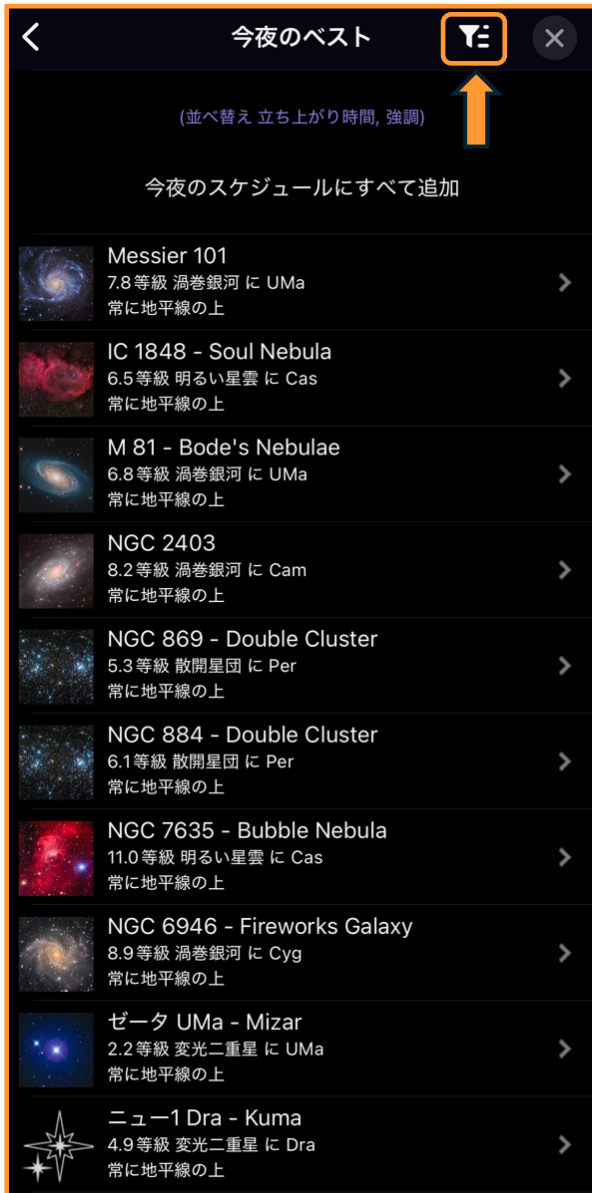 今夜のベスト
(並べ替え 立ち上がり時間, 強調)
今夜のスケジュールにすべて追加
Messier 101
7.8等級 渦巻銀河 に UMa
常に地平線の上
IC 1848 - Soul Nebula
6.5等級 明るい星雲 に Cas
常に地平線の上
M 81 - Bode's Nebulae
6.8等級 渦巻銀河 に UMa
常に地平線の上
NGC 2403
8.2等級 渦巻銀河 に Cam
常に地平線の上
NGC 869 - Double Cluster
5.3等級 散開星団 に Per
常に地平線の上
NGC 884 - Double Cluster
6.1等級 散開星団 に Per
常に地平線の上
NGC 7635 - Bubble Nebula
11.0等級 明るい星雲 に Cas
常に地平線の上
NGC 6946 - Fireworks Galaxy
8.9等級 渦巻銀河 に Cyg
常に地平線の上
ゼータ UMa - Mizar
2.2等級 変光二重星 に UMa
常に地平線の上
ニュー1 Dra - Kuma
4.9等級 変光二重星 に Dra
常に地平線の上